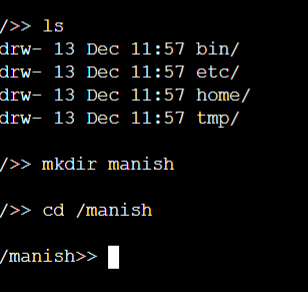 />> ls
drw- 13 Dec 11:57 bin/
drw- 13 Dec 11:57 etc/
drw- 13 Dec 11:57 home/
drw- 13 Dec 11:57 tmp/
/>> mkdir manish
/>> cd /manish
/manish>>